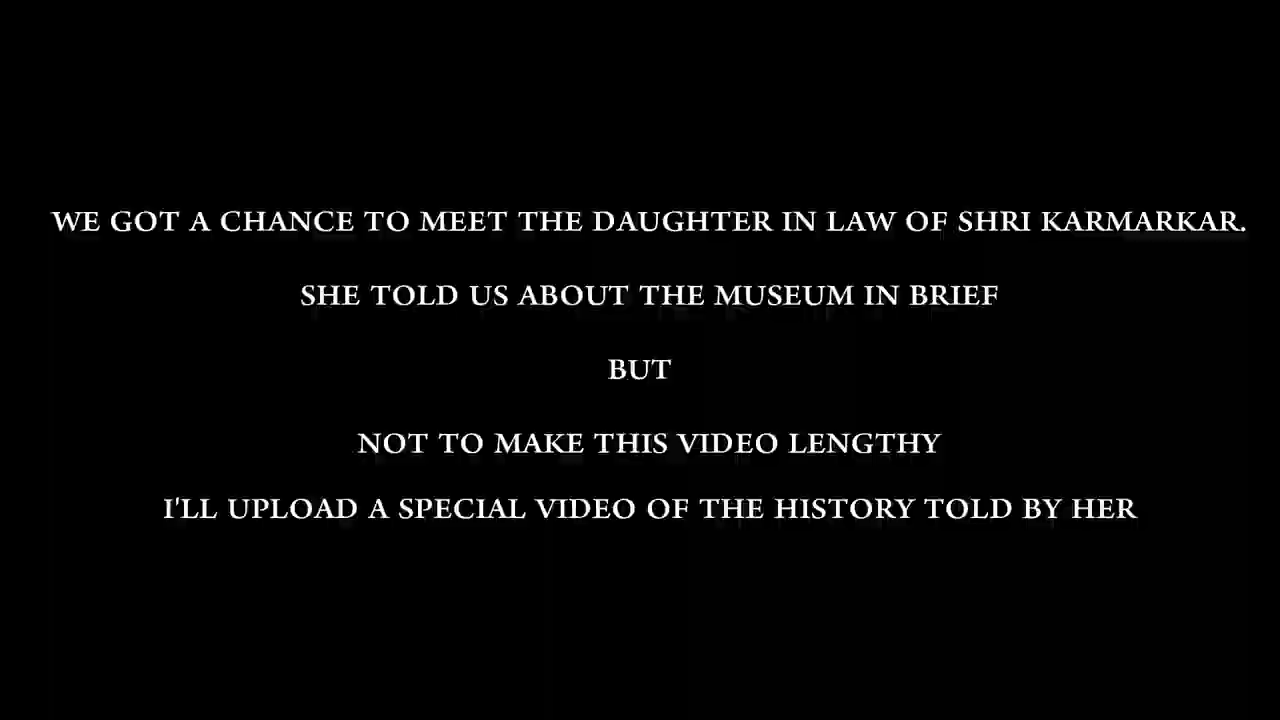 WE GOT A CHANCE TO MEET THE DAUGHTER IN LAW OF SHRI KARMARKAR.
SHE TOLD US ABOUT THE MUSEUM IN BRIEF
BUT
NOT TO MAKE THIS VIDEO LENGTHY
I'LL UPLOAD A SPECIAL VIDEO OF THE HISTORY TOLD BY HER